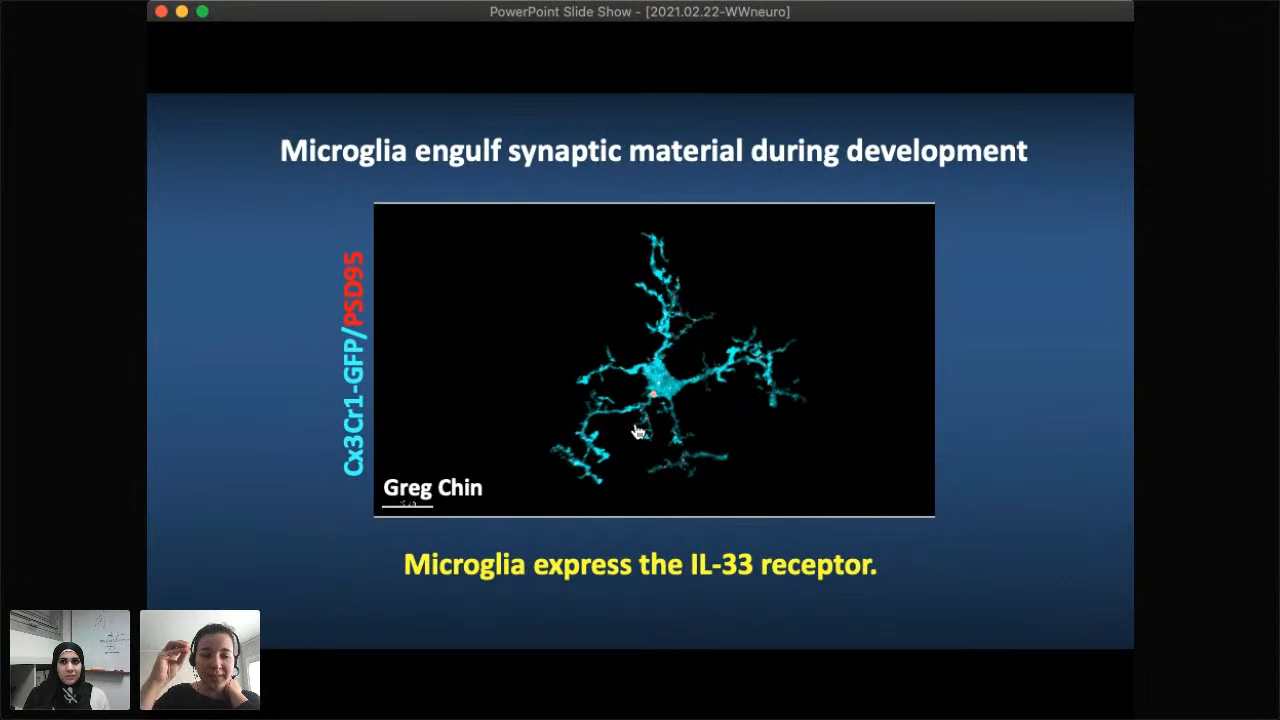 PowerPoint Slide Show - [2021.02.22-WWneuro]
Microglia engulf synaptic material during development
Cx3Cr1-GFP/PSD95
Greg Chin
Microglia express the IL-33 receptor.